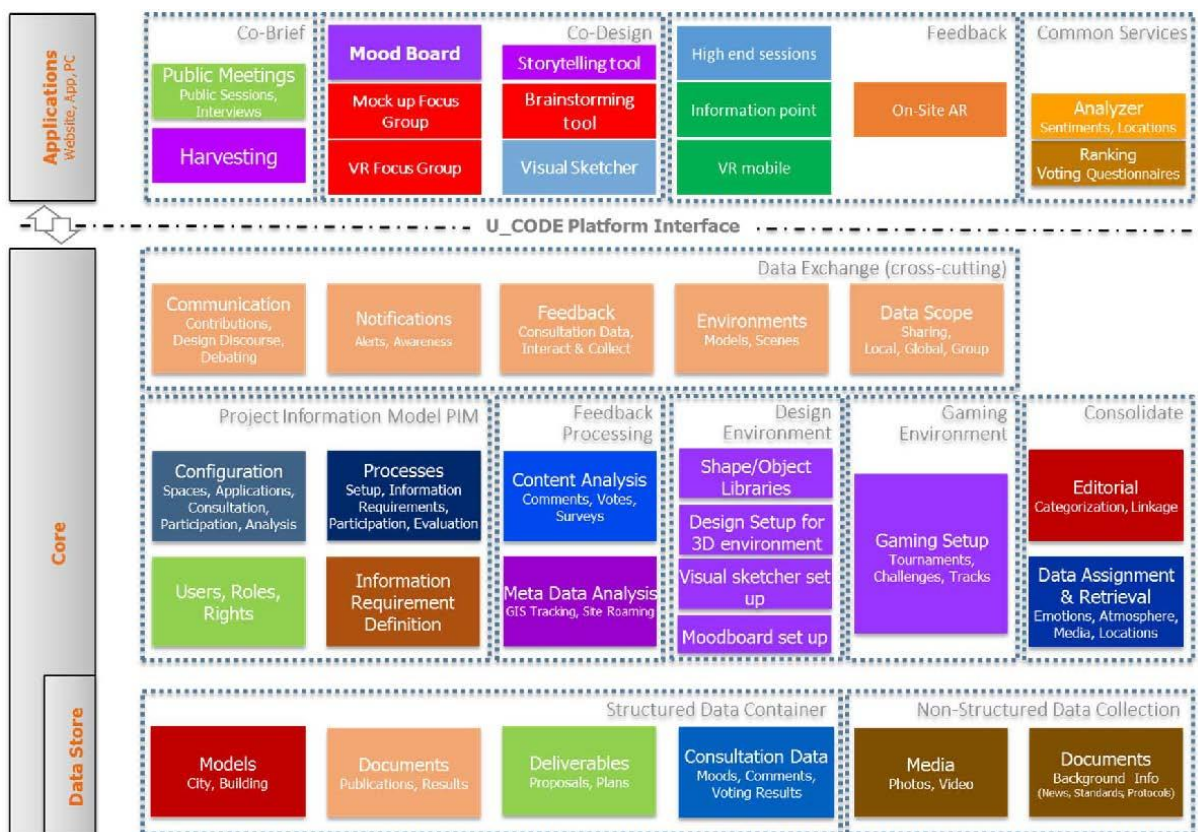 Applications
Website, App, PC
Co-Brief
Public Meetings
Public Sessions,
Interviews
Harvesting
Co-Design
Mood Board
Mock up Focus
Group
VR Focus Group
Storytelling tool
Brainstorming
tool
Visual Sketcher
Feedback
High end sessions
Information point
VR mobile
On-Site AR
Common Services
Analyzer
Sentiments, Locations
Ranking
Voting Questionnaires
U_CODE Platform Interface
Core
Data Exchange (cross-cutting)
Communication
Contributions,
Design Discourse,
Debating
Notifications
Alerts, Awareness
Feedback
Consultation Data,
Interact & Collect
Environments
Models, Scenes
Data Scope
Sharing,
Local, Global, Group
Project Information Model PIM
Configuration
Spaces, Applications,
Consultation,
Participation, Analysis
Processes
Setup, Information
Requirements,
Participation, Evaluation
Users, Roles,
Rights
Information
Requirement
Definition
Feedback
Processing
Content Analysis
Comments, Votes,
Surveys
Meta Data Analysis
GIS Tracking, Site Roaming
Design
Environment
Shape/Object
Libraries
Design Setup for
3D environment
Visual sketcher set
up
Moodboard set up
Gaming
Environment
Gaming Setup
Tournaments,
Challenges, Tracks
Consolidate
Editorial
Categorization, Linkage
Data Assignment
& Retrieval
Emotions, Atmosphere,
Media, Locations
Data Store
Structured Data Container
Models
City, Building
Documents
Publications, Results
Deliverables
Proposals, Plans
Consultation Data
Moods, Comments,
Voting Results
Non-Structured Data Collection
Media
Photos, Video
Documents
Background Info
(News, Standards, Protocols)